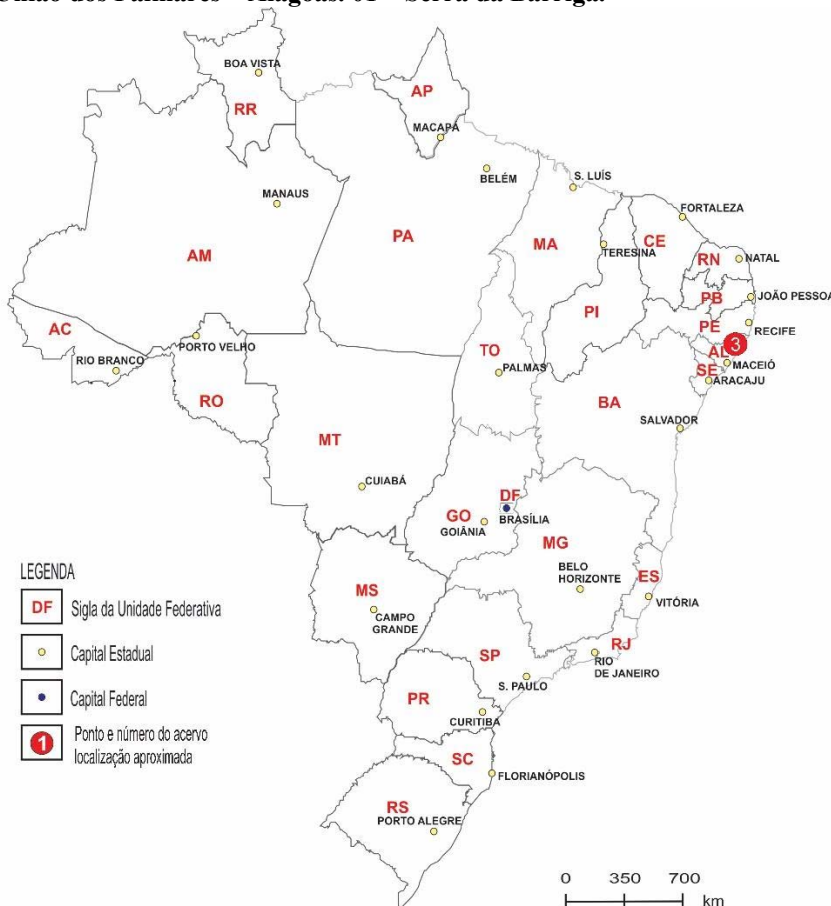 União dos Palmares – Alagoas. 01 – Serra da Barriga.
BOA VISTA
RR
AP
MACAPÁ
BELÉM
S. LUÍS
MANAUS
FORTALEZA
PA
MA
CE
TERESINA
AM
RN
NATAL
PB
JOÃO PESSOA
PI
PE
RECIFE
AC
3
PORTO VELHO
TO
AL
MACEIÓ
RIO BRANCO
PALMAS
SE
ARACAJU
RO
BA
SALVADOR
MT
CUIABÁ
DF
GO
BRASÍLIA
GOIÂNIA
MG
BELO
HORIZONTE
ES
LEGENDA
MS
VITÓRIA
DF Sigla da Unidade Federativa
CAMPO
GRANDE
RJ
Capital Estadual
SP
RIO
DE JANEIRO
S. PAULO
Capital Federal
PR
CURITIBA
1 Ponto e número do acervo
localização aproximada
SC
FLORIANÓPOLIS
RS
PORTO ALEGRE
0 350 700
km